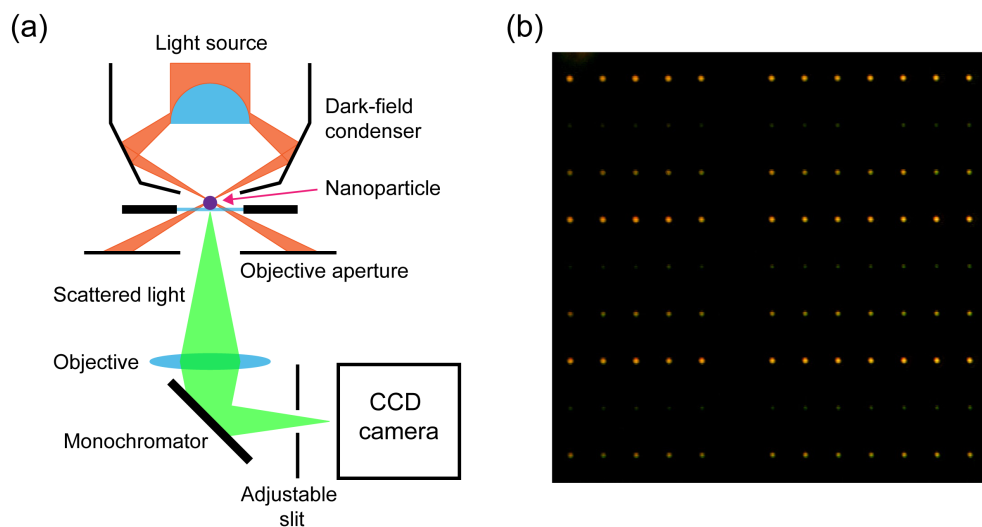 (a)
Light source
Dark-field
condenser
Nanoparticle
Objective aperture
Scattered light
Objective
Monochromator
CCD
camera
Adjustable
slit
(b)